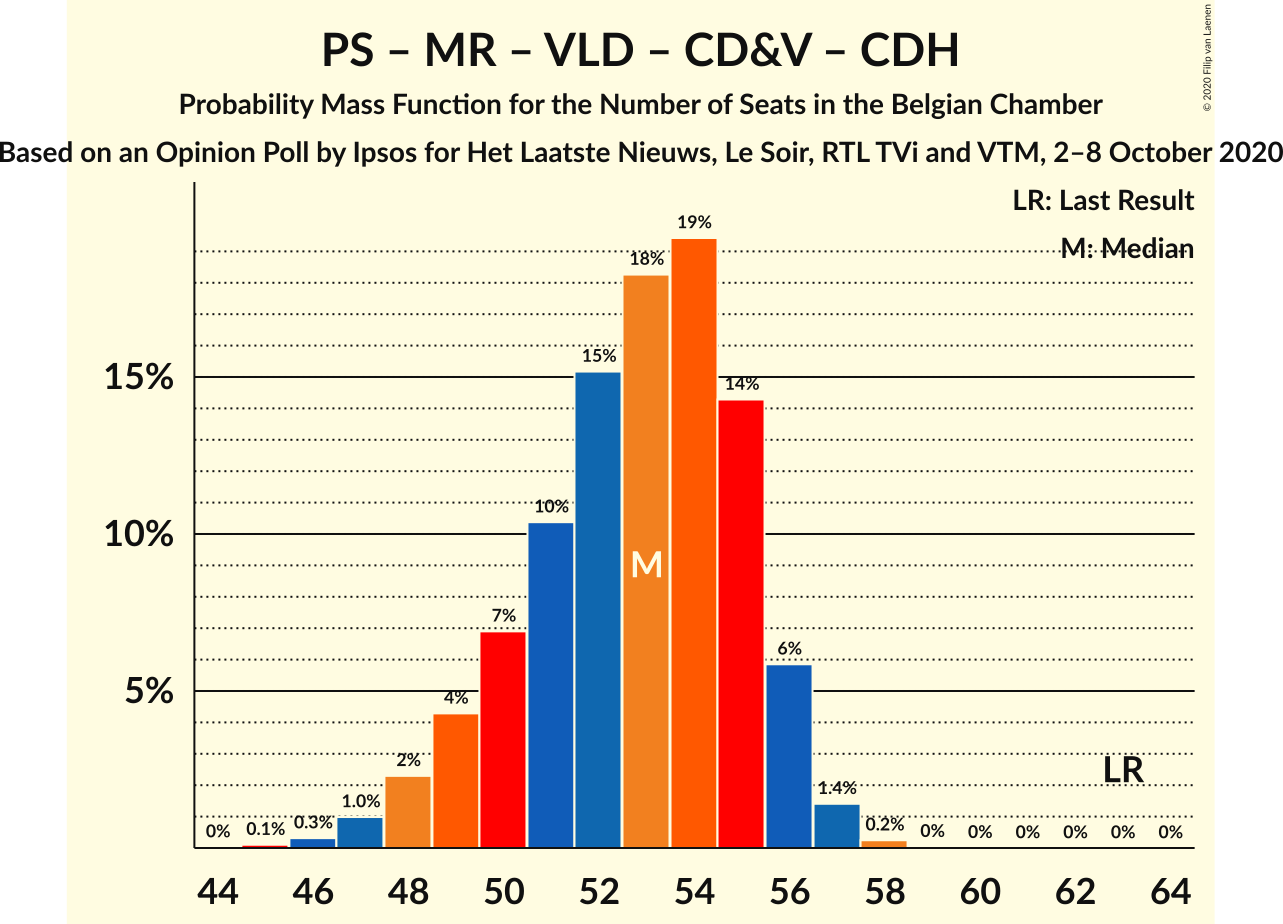 PS – MR – VLD – CD&V – CDH
Probability Mass Function for the Number of Seats in the Belgian Chamber
Based on an Opinion Poll by Ipsos for Het Laatste Nieuws, Le Soir, RTL TVi and VTM, 2–8 October 2020
© 2020 Filip van Laenen
LR: Last Result
M: Median
19%
18%
15%
15%
14%
10%
10%
M
7%
6%
5%
4%
2%
LR
1.0%
1.4%
0%
0.1%
0.3%
0.2%
0%
0%
0%
0%
0%
0%
44 46 48 50 52 54 56 58 60 62 64